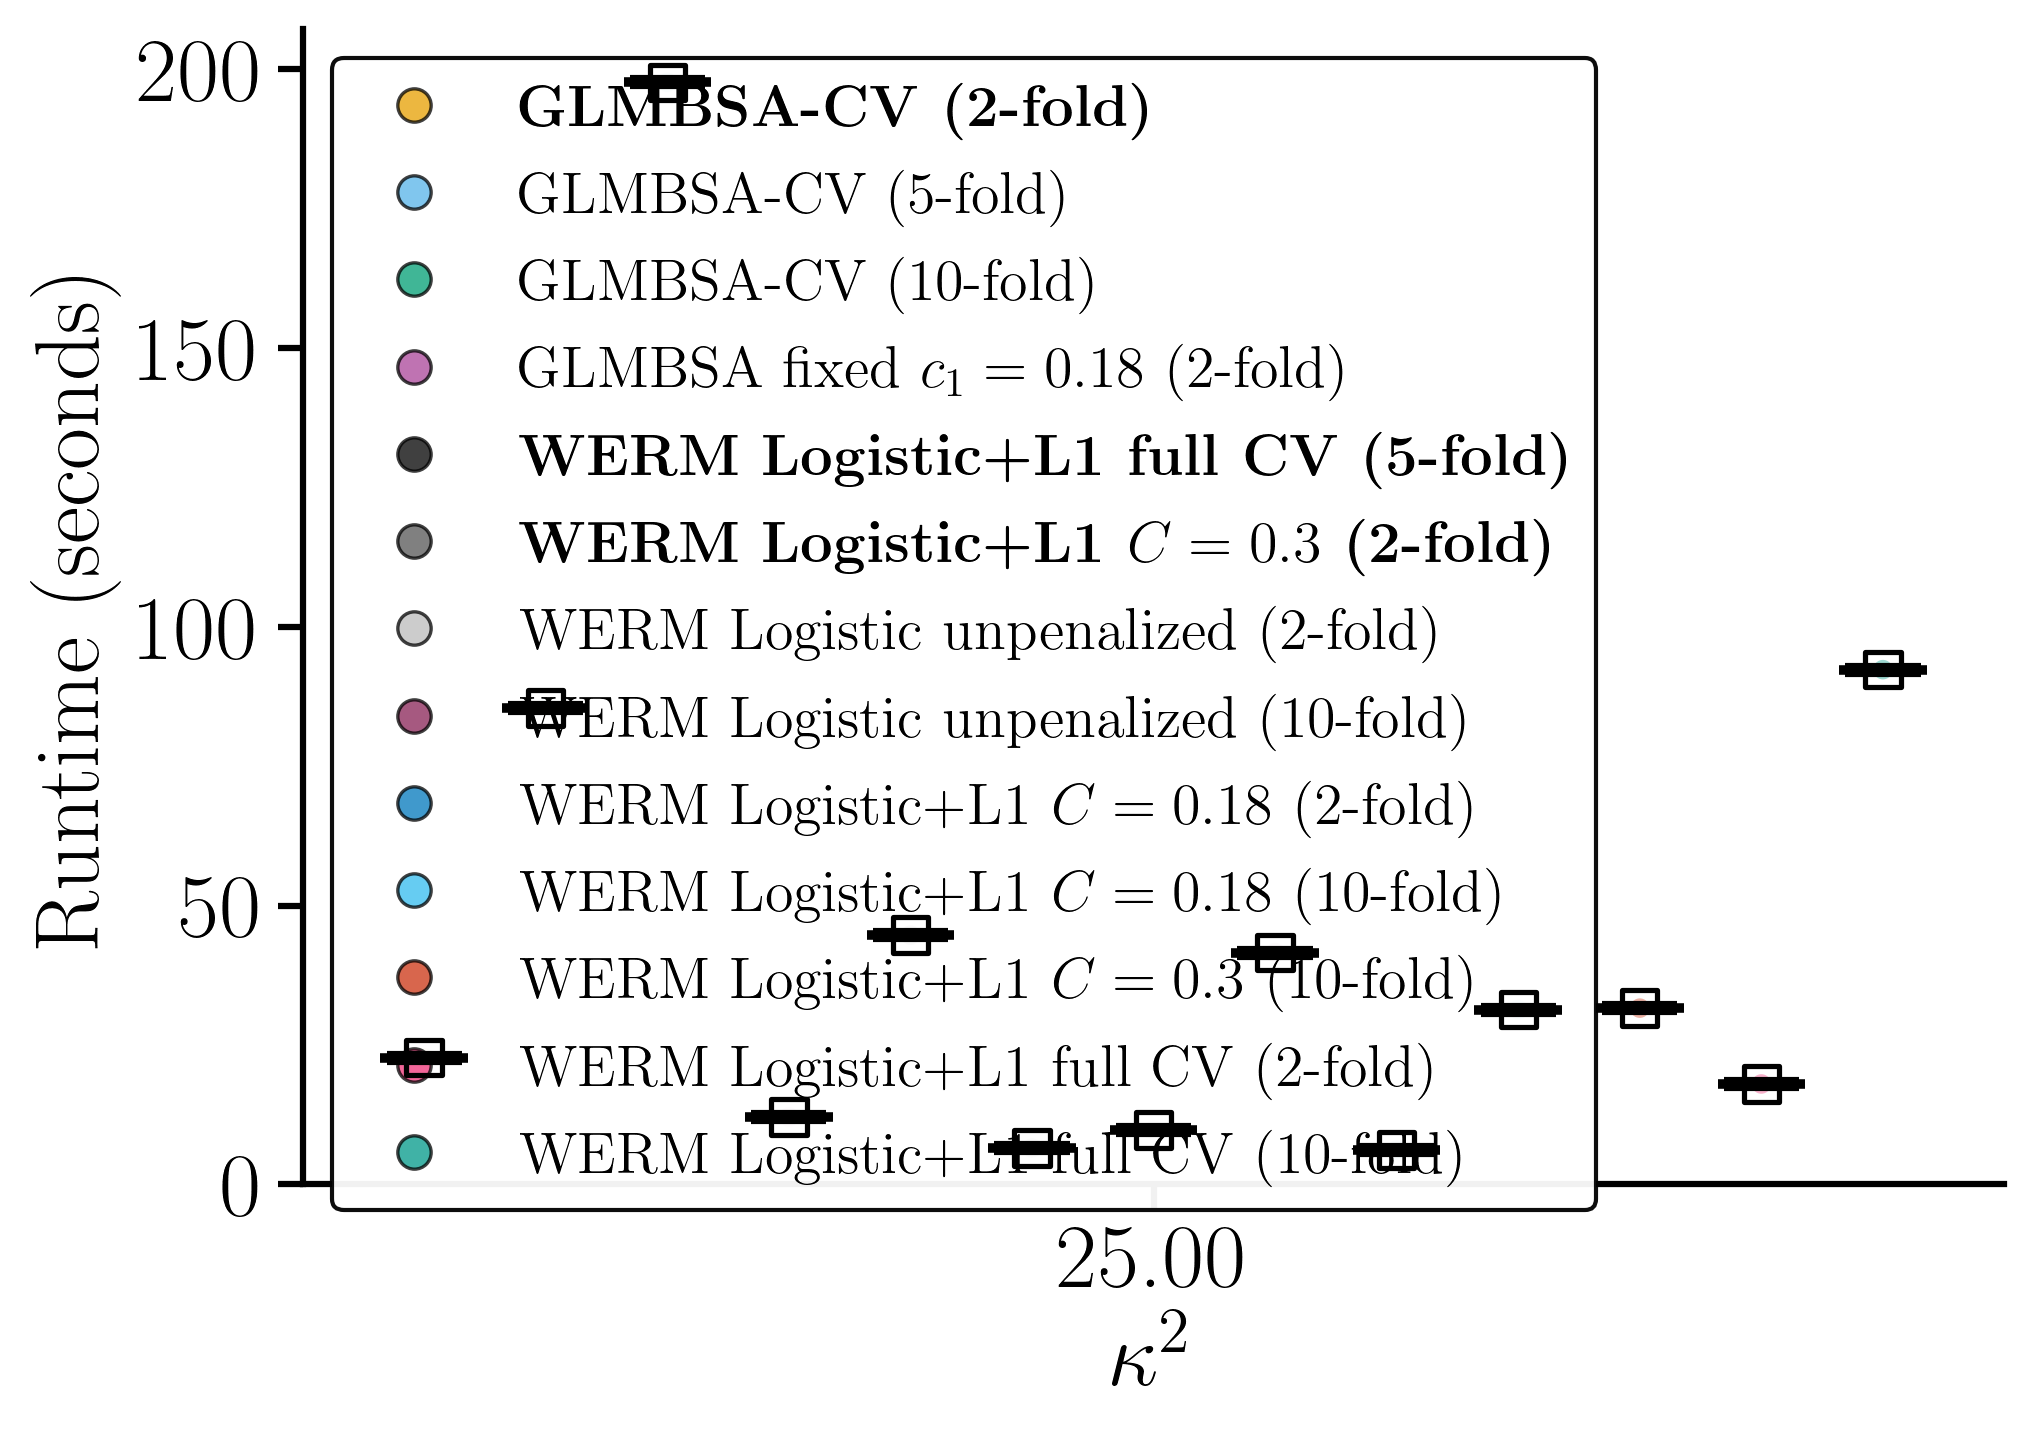 200
150
100
50
0
Runtime (seconds)
GLMBSA-CV (2-fold)
GLMBSA-CV (5-fold)
GLMBSA-CV (10-fold)
GLMBSA fixed c₁ = 0.18 (2-fold)
WERM Logistic+L1 full CV (5-fold)
WERM Logistic+L1 C = 0.3 (2-fold)
WERM Logistic unpenalized (2-fold)
WERM Logistic unpenalized (10-fold)
WERM Logistic+L1 C = 0.18 (2-fold)
WERM Logistic+L1 C = 0.18 (10-fold)
WERM Logistic+L1 C = 0.3 (10-fold)
WERM Logistic+L1 full CV (2-fold)
WERM Logistic+L1 full CV (10-fold)
25.00
κ²